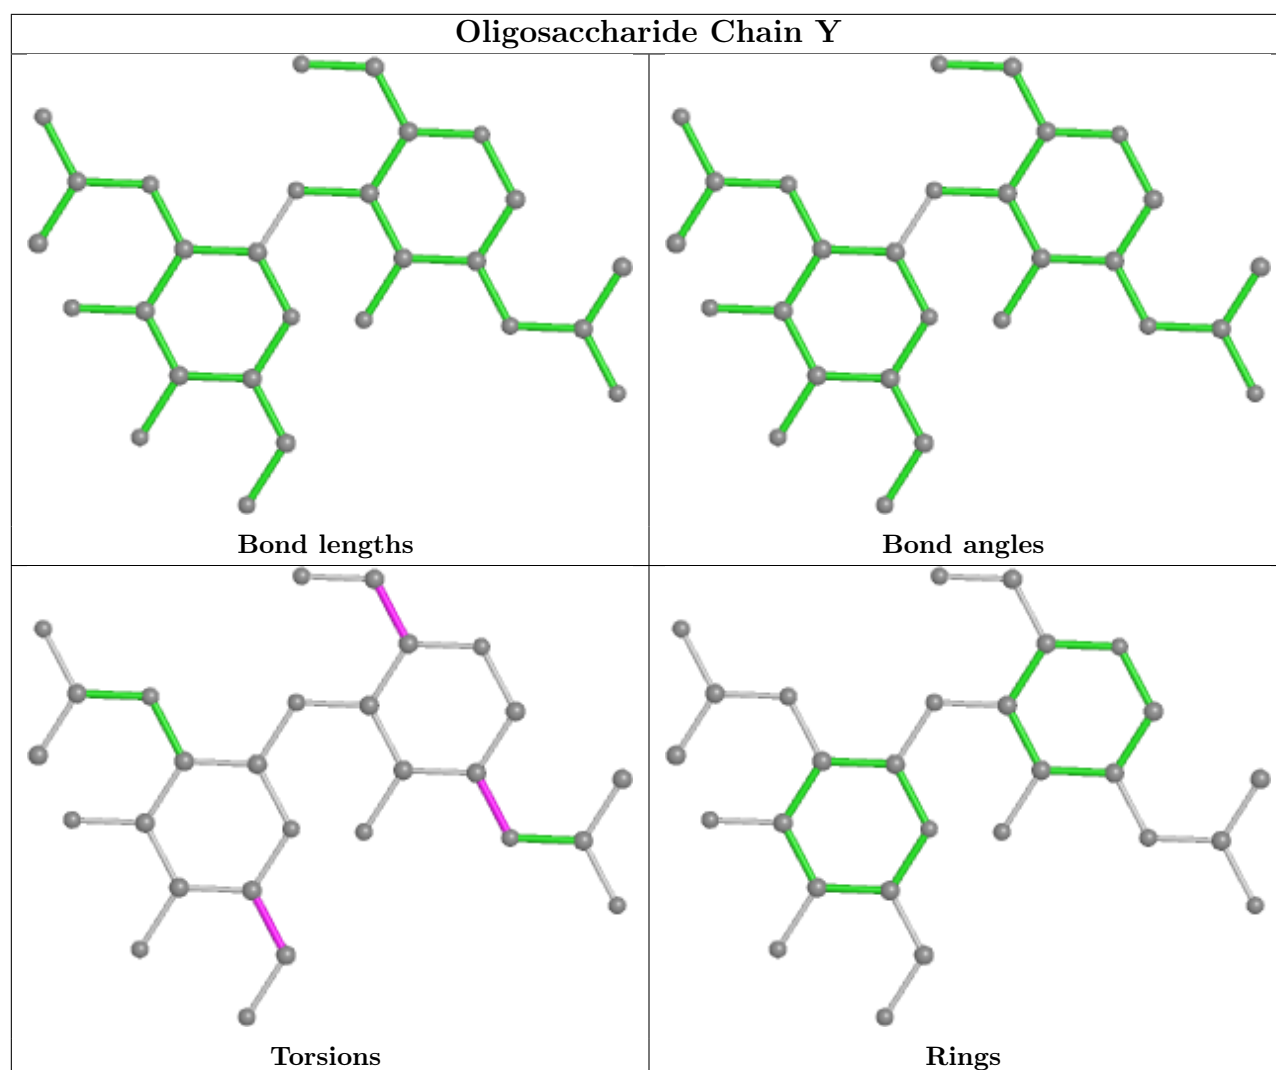 Oligosaccharide Chain Y
Bond lengths
Bond angles
Torsions
Rings